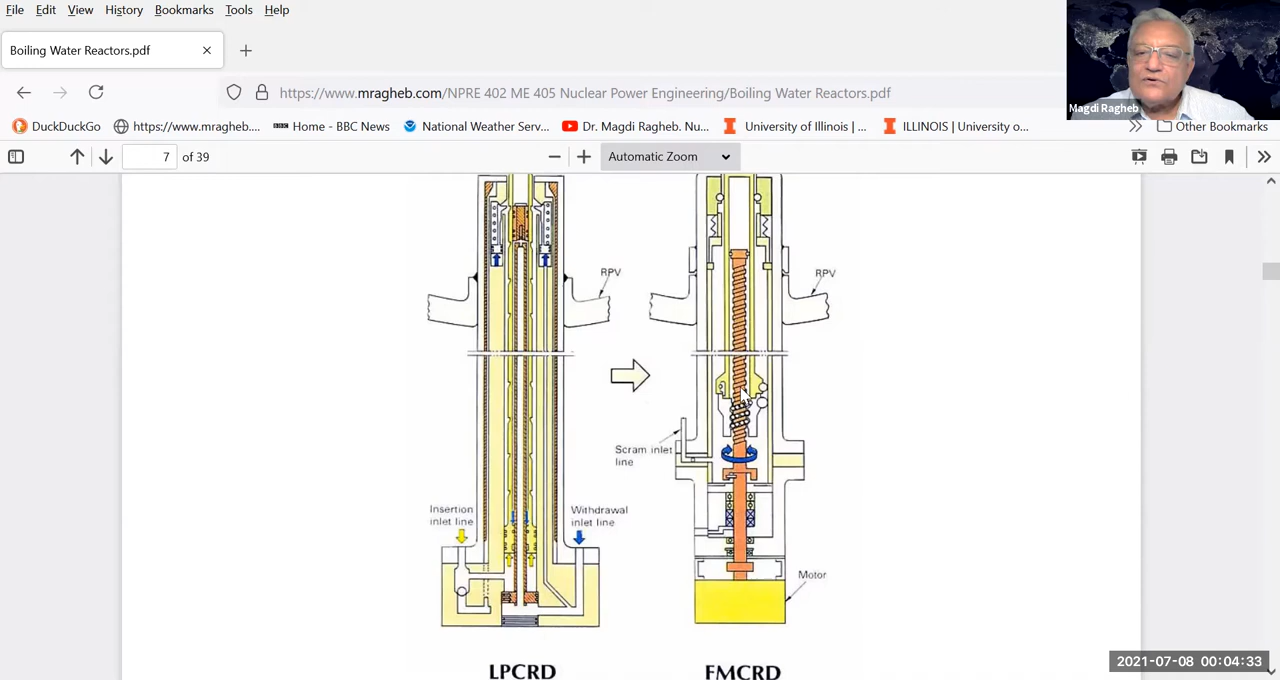 File Edit View History Bookmarks Tools Help
Boiling Water Reactors.pdf
https://www.mragheb.com/NPRE 402 ME 405 Nuclear Power Engineering/Boiling Water Reactors.pdf
Magdi Ragheb
DuckDuckGo https://www.mragheb.... BBC Home - BBC News National Weather Serv... Dr. Magdi Ragheb. Nu... University of Illinois | ... ILLINOIS | University o... Other Bookmarks
7 of 39 Automatic Zoom
RPV
RPV
Scram inlet
line
Insertion
inlet line
Withdrawal
inlet line
Motor
LPCRD FMCRD
2021-07-08 00:04:33